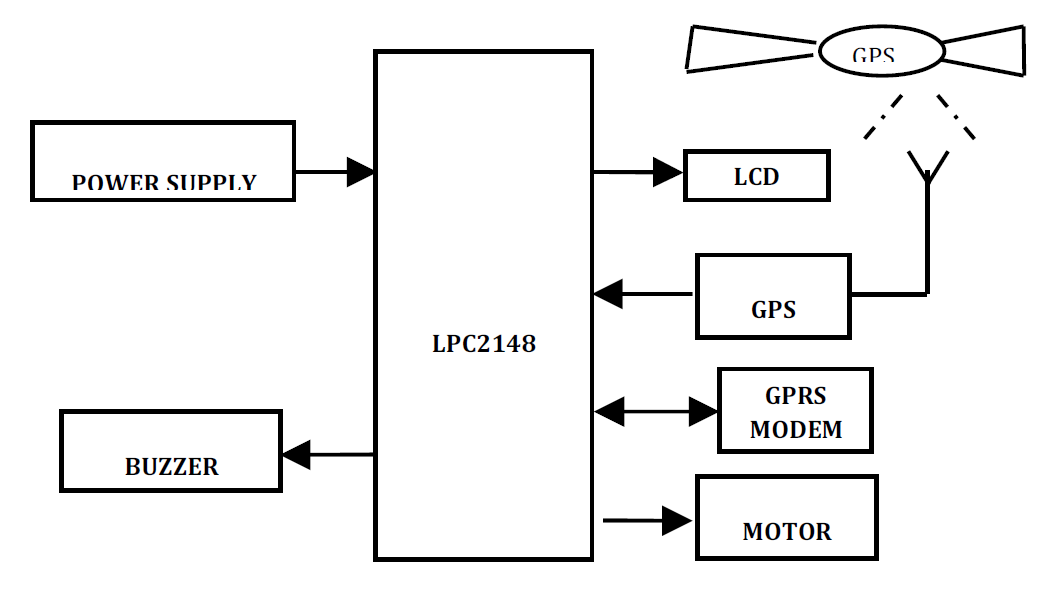 GPS
POWER SUPPLY
LCD
GPS
LPC2148
GPRS
MODEM
BUZZER
MOTOR